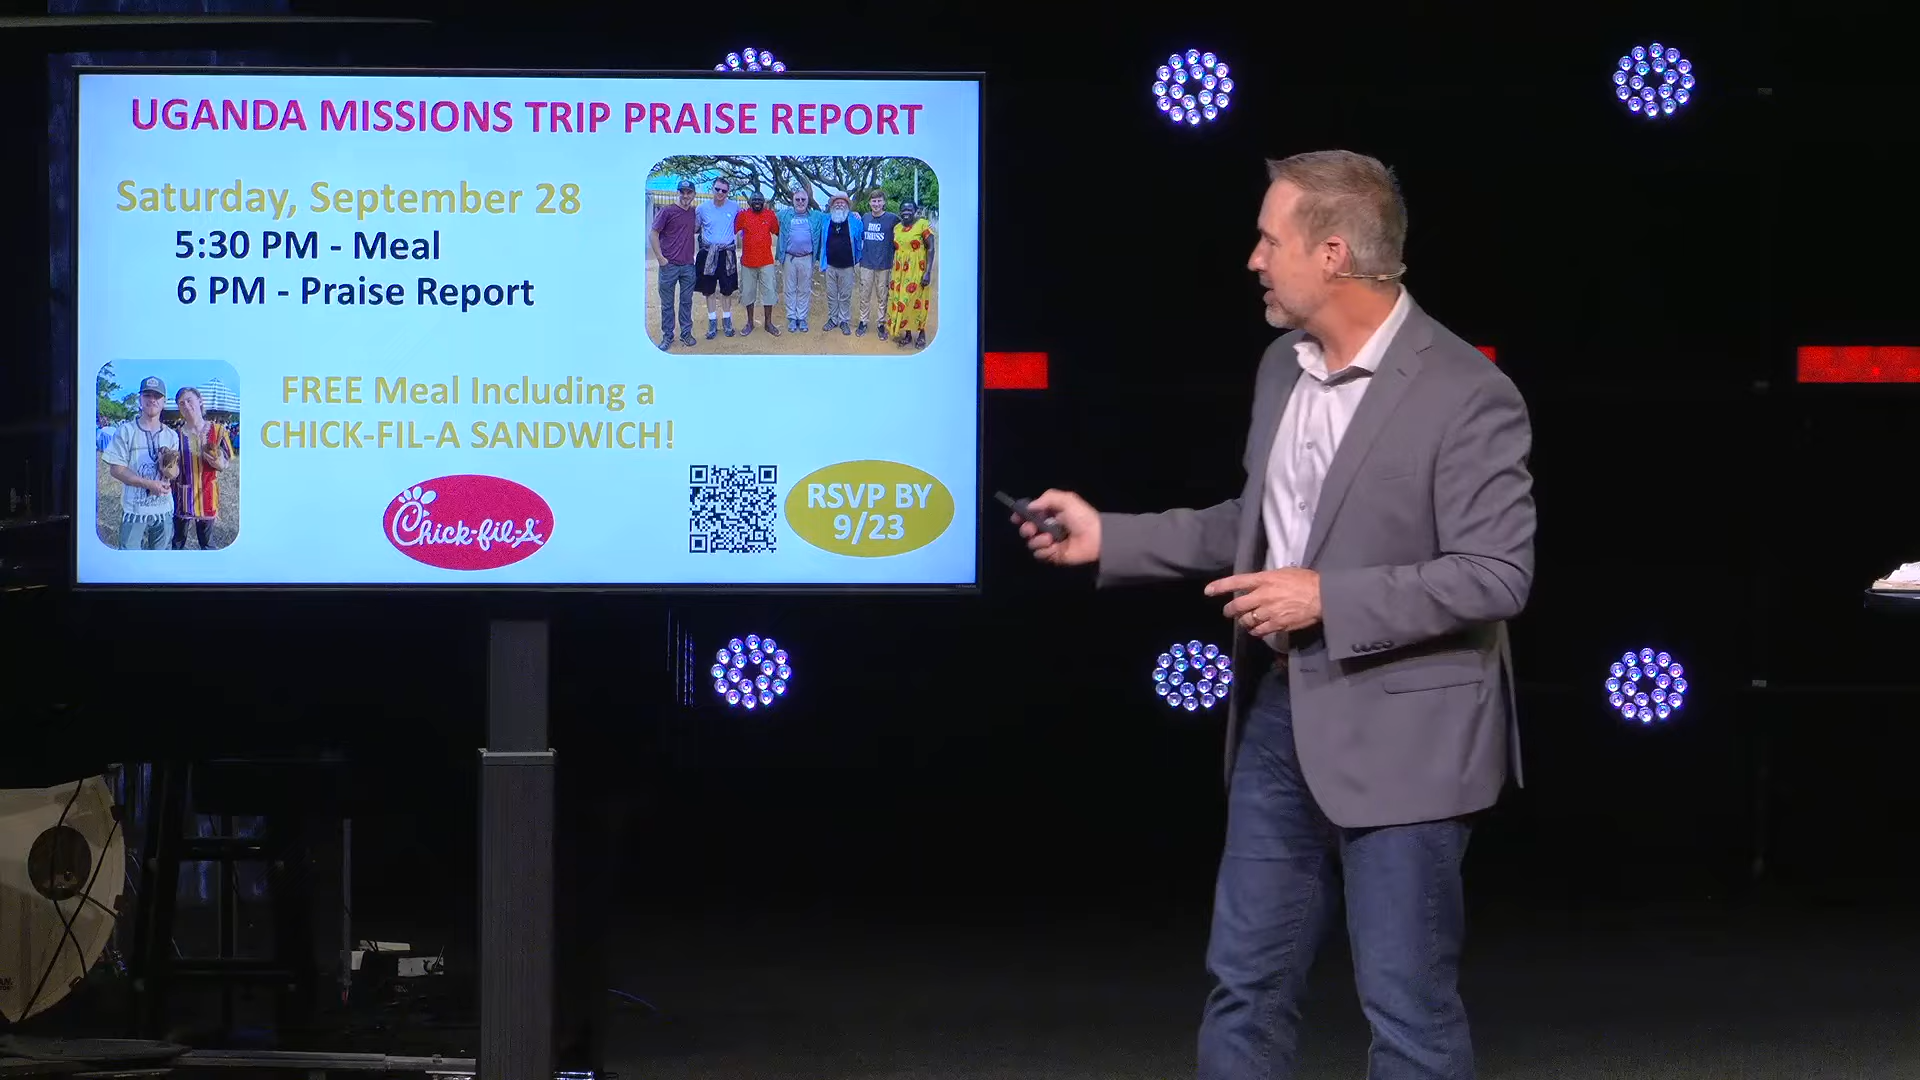 UGANDA MISSIONS TRIP PRAISE REPORT
Saturday, September 28
5:30 PM - Meal
6 PM - Praise Report
BIG
FREE Meal Including a
CHICK-FIL-A SANDWICH!
Chick-fil-A
RSVP BY
9/23